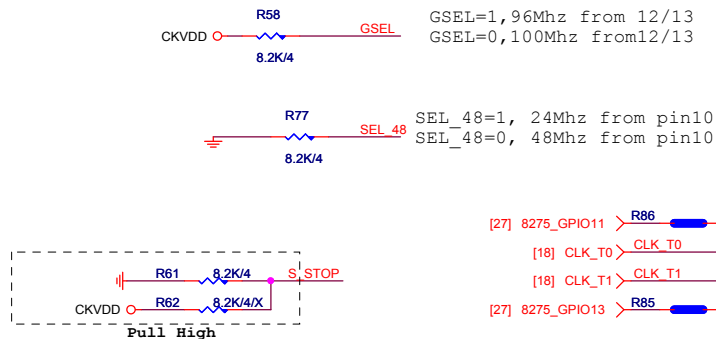 R58
CKVDD
GSEL
8.2K/4
GSEL=1,96Mhz from 12/13
GSEL=0,100Mhz from12/13
R77
SEL_48
8.2K/4
SEL_48=1, 24Mhz from pin10
SEL_48=0, 48Mhz from pin10
R61
8.2K/4
S_STOP
CKVDD
R62
8.2K/4/X
Pull High
[27] 8275_GPIO11
R86
[18] CLK_T0
CLK_T0
[18] CLK_T1
CLK_T1
[27] 8275_GPIO13
R85